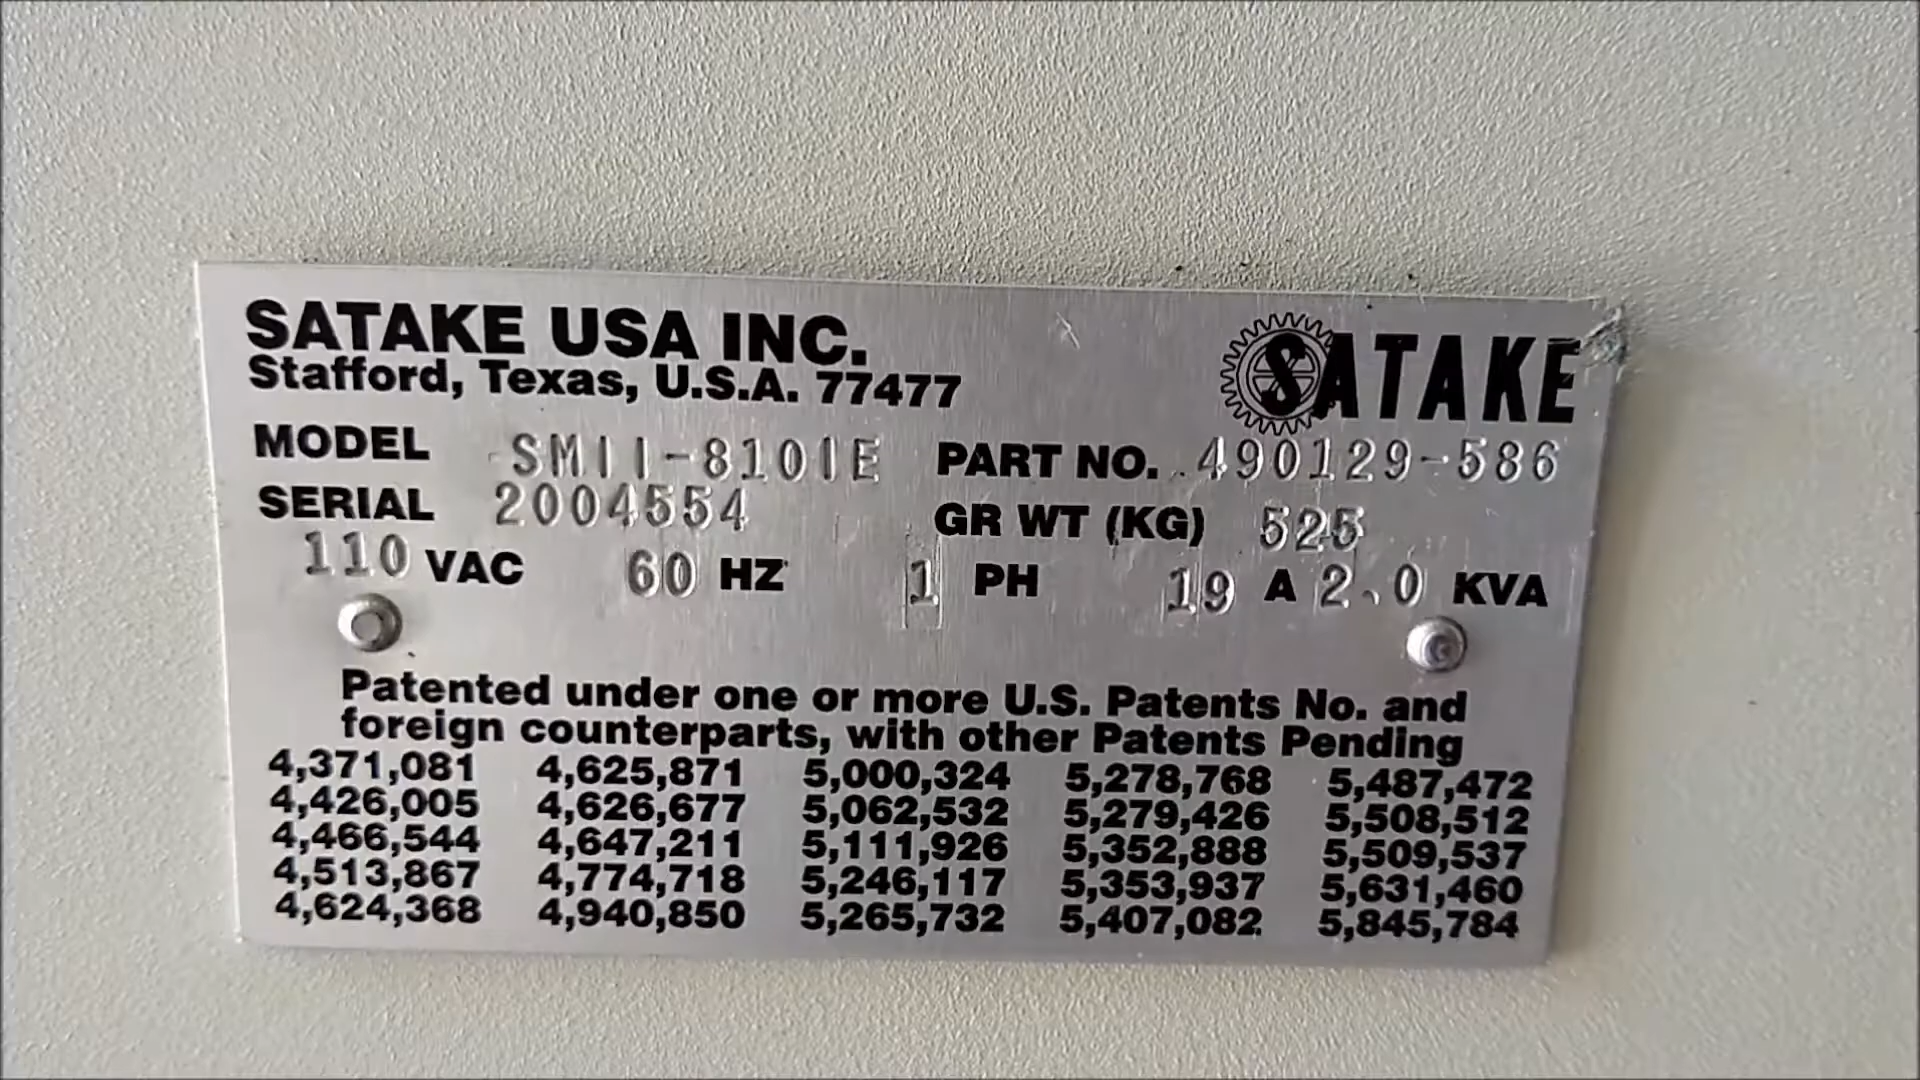 SATAKE USA INC.
Stafford, Texas, U.S.A. 77477
SATAKE
MODEL SMII-810IE PART NO. 490129-586
SERIAL 2004554 GR WT (KG) 525
110 VAC 60 HZ 1 PH 19 A 2.0 KVA
Patented under one or more U.S. Patents No. and
foreign counterparts, with other Patents Pending
4,371,081 4,625,871 5,000,324 5,278,768 5,487,472
4,426,005 4,626,677 5,062,532 5,279,426 5,508,512
4,466,544 4,647,211 5,111,926 5,352,888 5,509,537
4,513,867 4,774,718 5,246,117 5,353,937 5,631,460
4,624,368 4,940,850 5,265,732 5,407,082 5,845,784